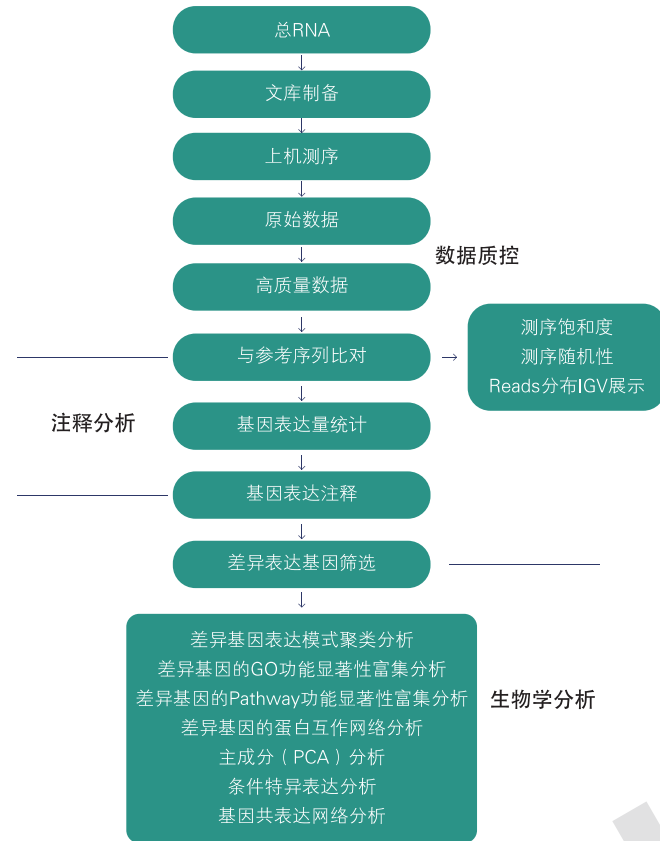 总RNA
文库制备
上机测序
原始数据
数据质控
高质量数据
与参考序列比对
测序饱和度
测序随机性
Reads分布IGV展示
注释分析
基因表达量统计
基因表达注释
差异表达基因筛选
差异基因表达模式聚类分析
差异基因的GO功能显著性富集分析
差异基因的Pathway功能显著性富集分析
差异基因的蛋白互作网络分析
主成分（PCA）分析
条件特异表达分析
基因共表达网络分析
生物学分析